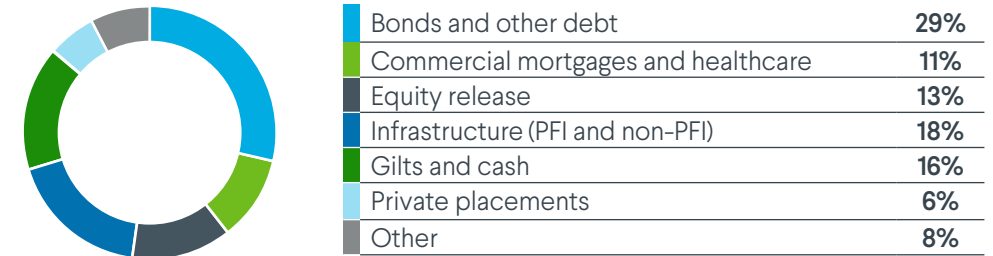 Bonds and other debt 29%
Commercial mortgages and healthcare 11%
Equity release 13%
Infrastructure (PFI and non-PFI) 18%
Gilts and cash 16%
Private placements 6%
Other 8%